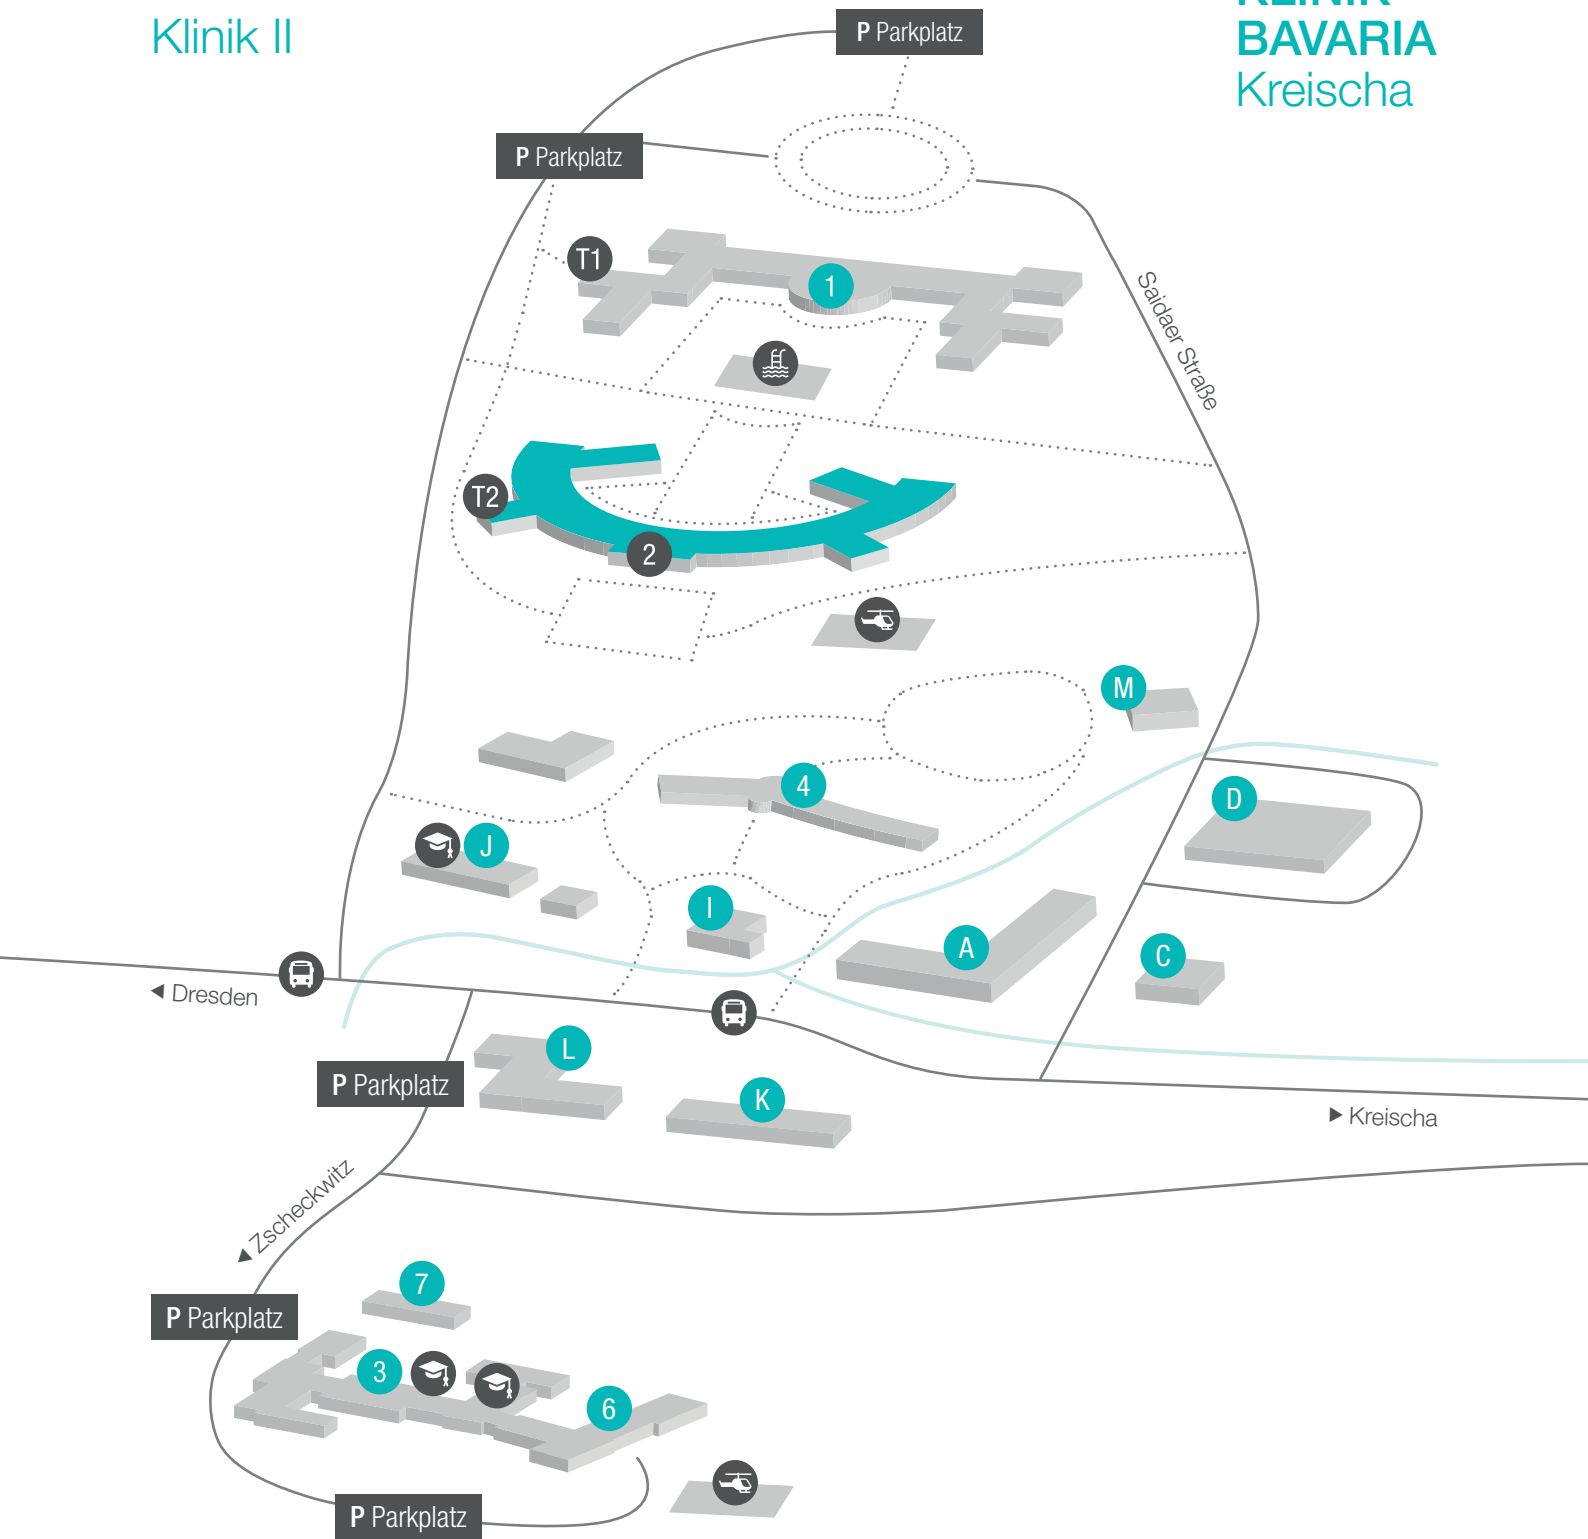 Klinik II
KLINIK
BAVARIA
Kreischa
P Parkplatz
P Parkplatz
T1
1
Saidaer Straße
T2
2
M
4
D
J
I
A
C
◀ Dresden
L
P Parkplatz
K
▶ Kreischa
◀ Zscheckwitz
7
P Parkplatz
3
6
P Parkplatz